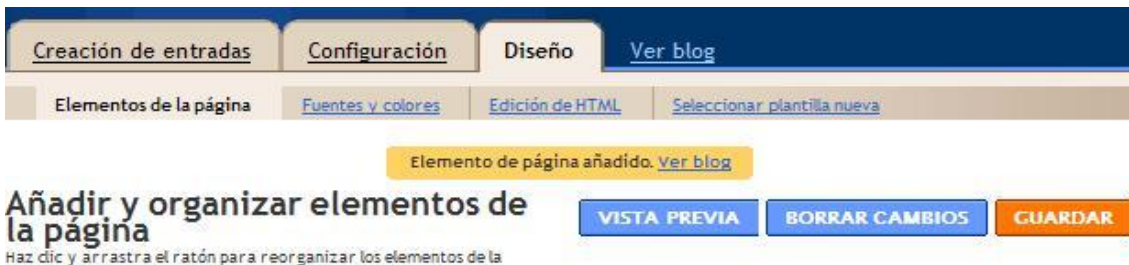 Creación de entradas Configuración Diseño Ver blog
Elementos de la página Fuentes y colores Edición de HTML Seleccionar plantilla nueva
Elemento de página añadido. Ver blog
Añadir y organizar elementos de
la página
VISTA PREVIA BORRAR CAMBIOS GUARDAR
Haz clic y arrastra el ratón para reorganizar los elementos de la